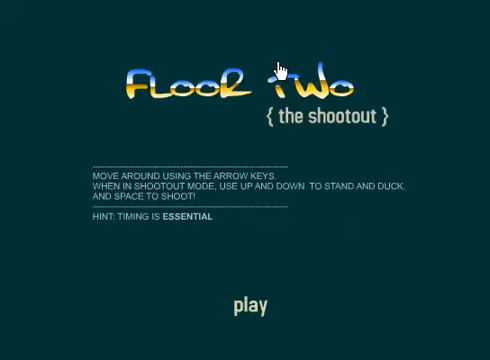 FLOOR TWO
{ the shootout }
MOVE AROUND USING THE ARROW KEYS.
WHEN IN SHOOTOUT MODE, USE UP AND DOWN TO STAND AND DUCK,
AND SPACE TO SHOOT!
HINT: TIMING IS ESSENTIAL
play